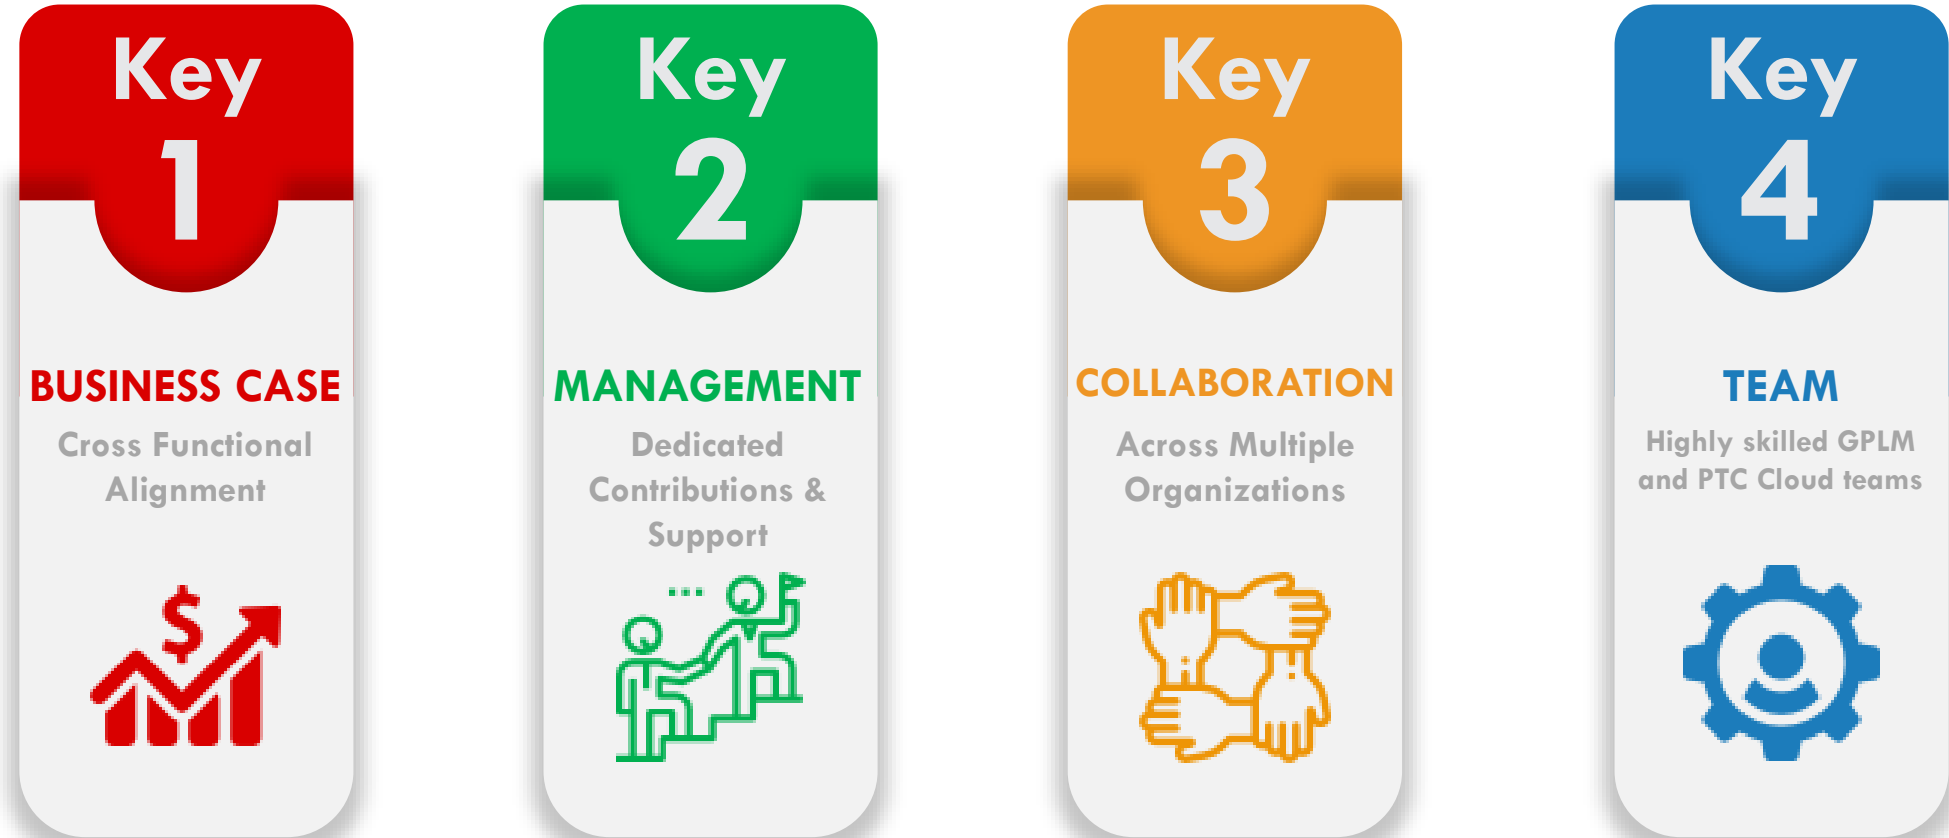 Key
1
BUSINESS CASE
Cross Functional
Alignment
$
Key
2
MANAGEMENT
Dedicated
Contributions &
Support
Key
3
COLLABORATION
Across Multiple
Organizations
Key
4
TEAM
Highly skilled GPLM
and PTC Cloud teams